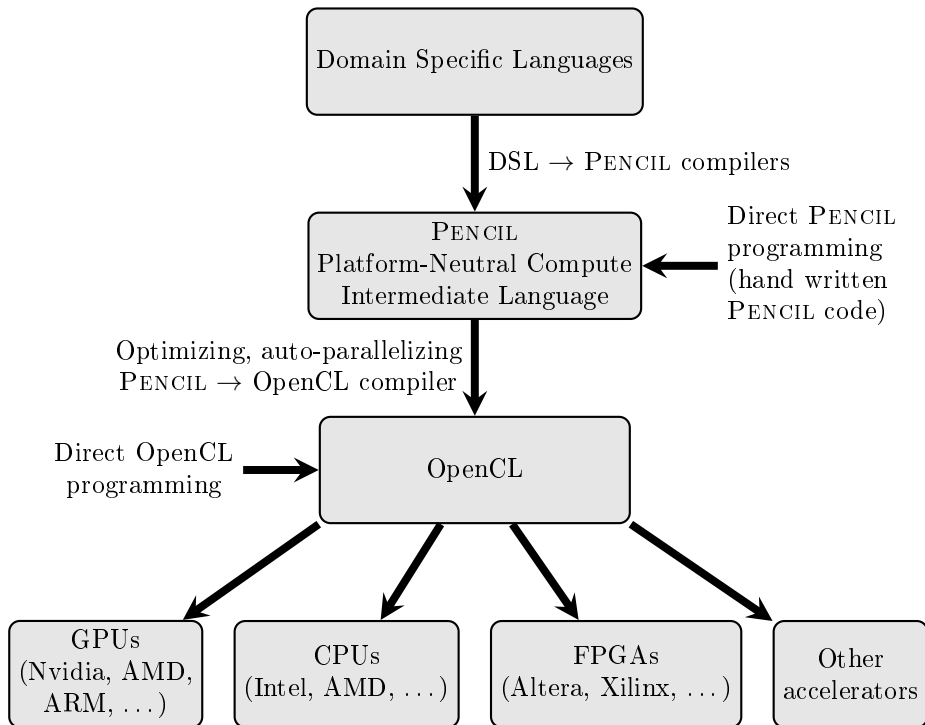 Domain Specific Languages
DSL → PENCIL compilers
PENCIL
Platform-Neutral Compute
Intermediate Language
Direct PENCIL
programming
(hand written
PENCIL code)
Optimizing, auto-parallelizing
PENCIL → OpenCL compiler
Direct OpenCL
programming
OpenCL
GPUs
(Nvidia, AMD,
ARM, . . . )
CPUs
(Intel, AMD, . . . )
FPGAs
(Altera, Xilinx, . . . )
Other
accelerators